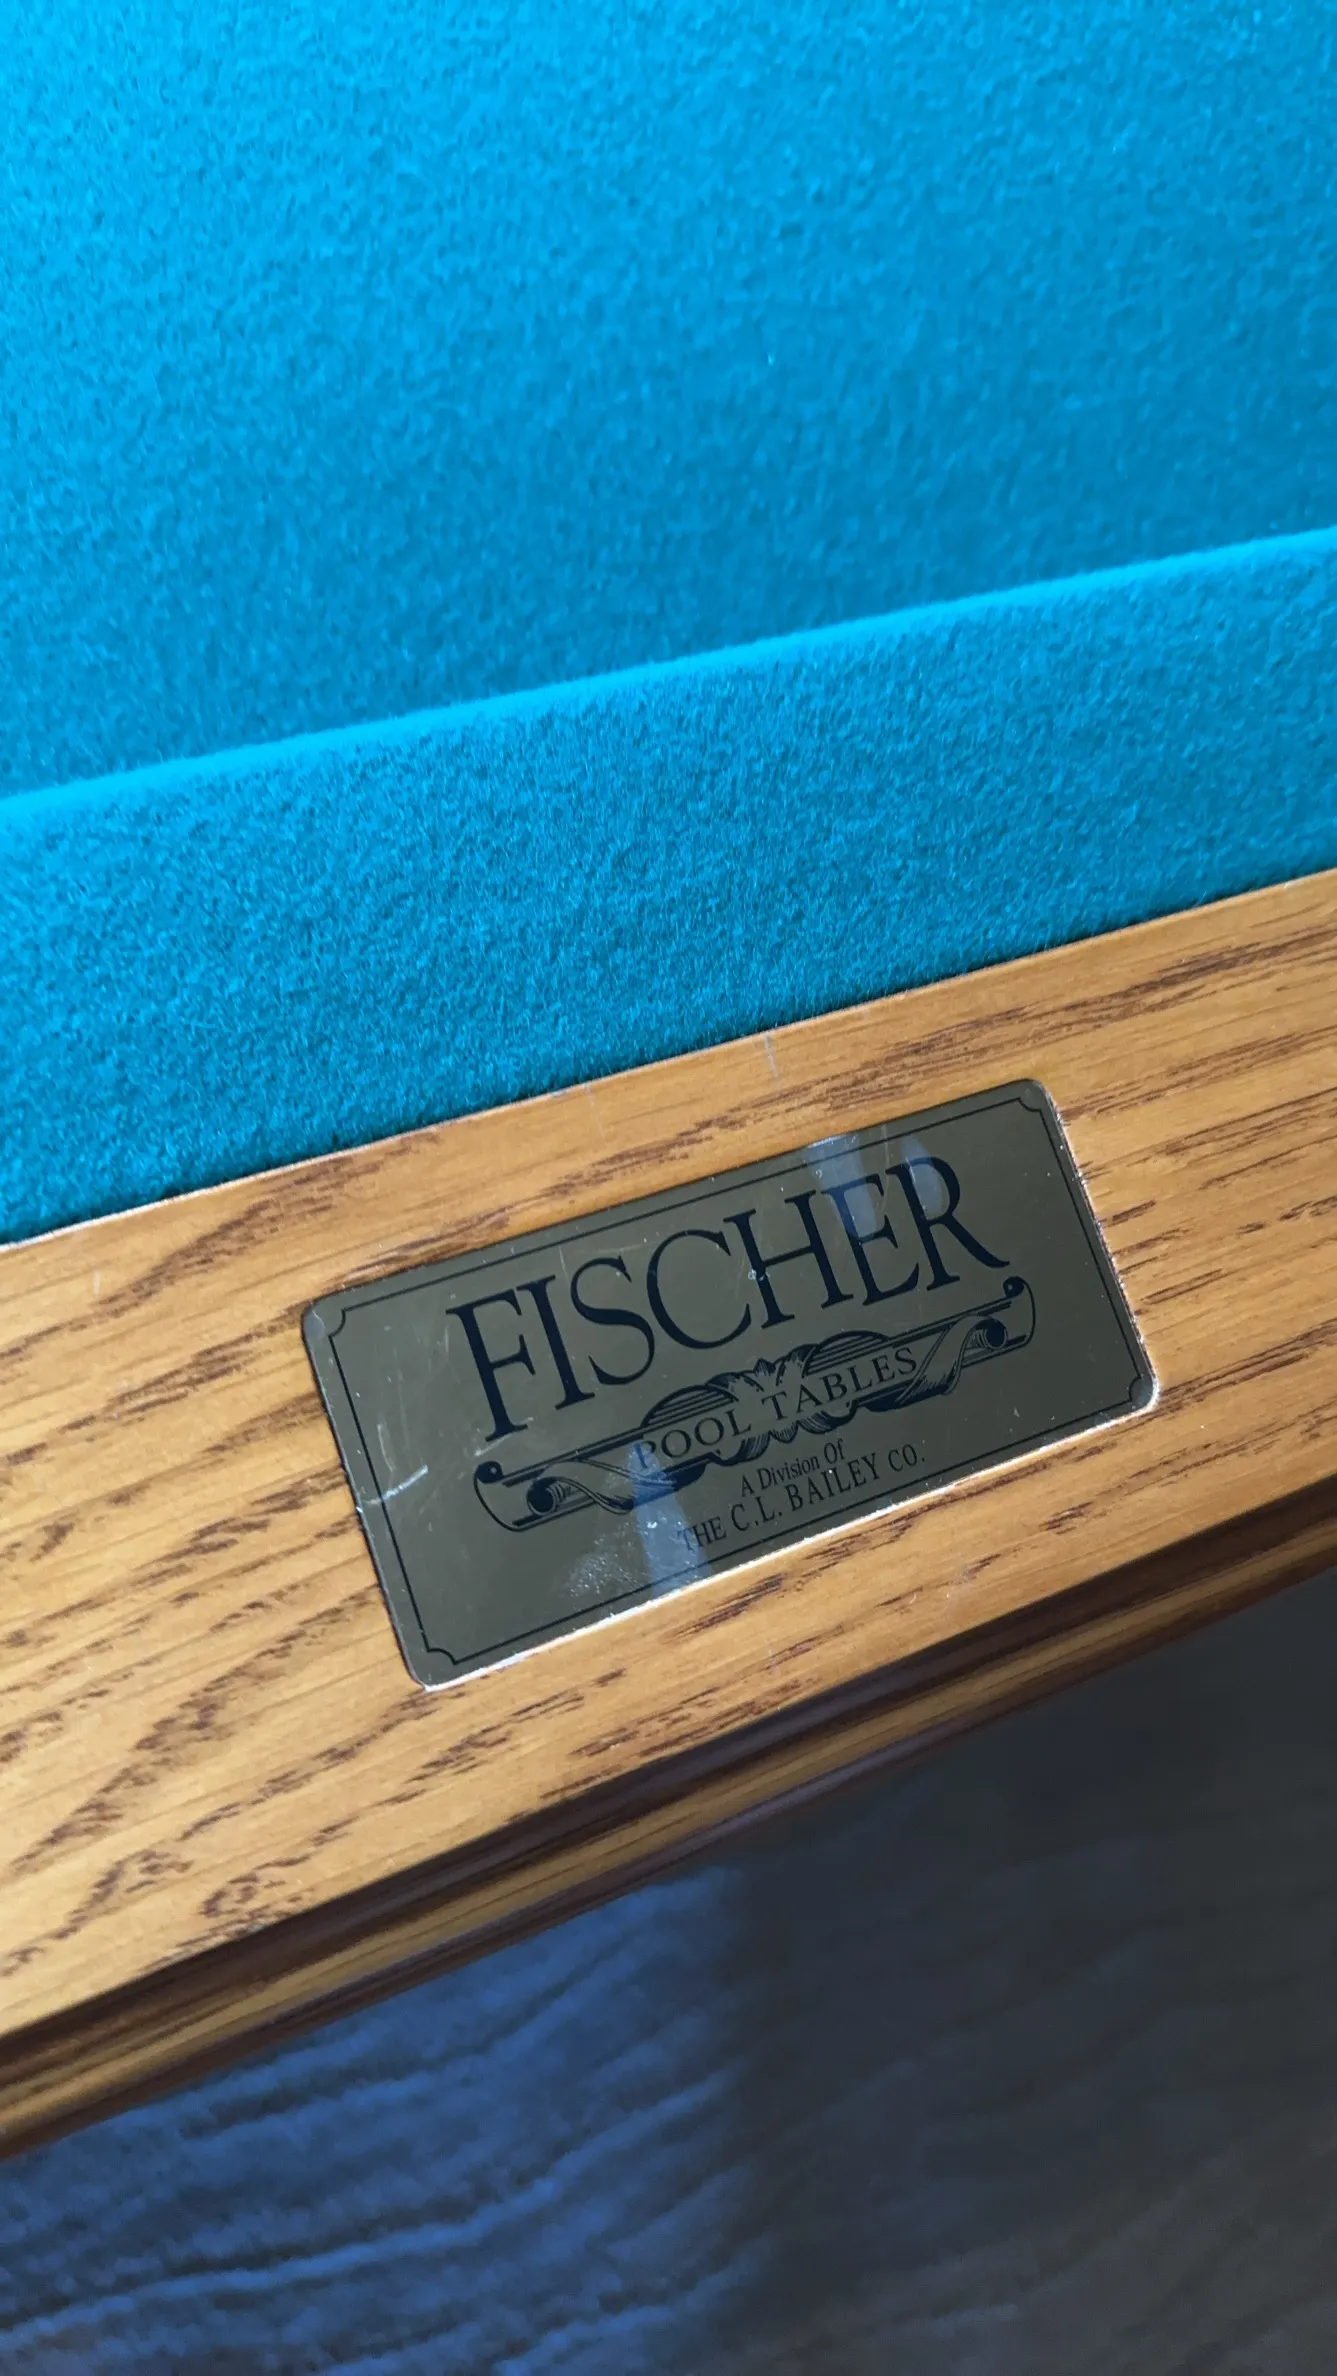 FISCHER
POOL TABLES
A Division Of
THE C.L. BAILEY CO.